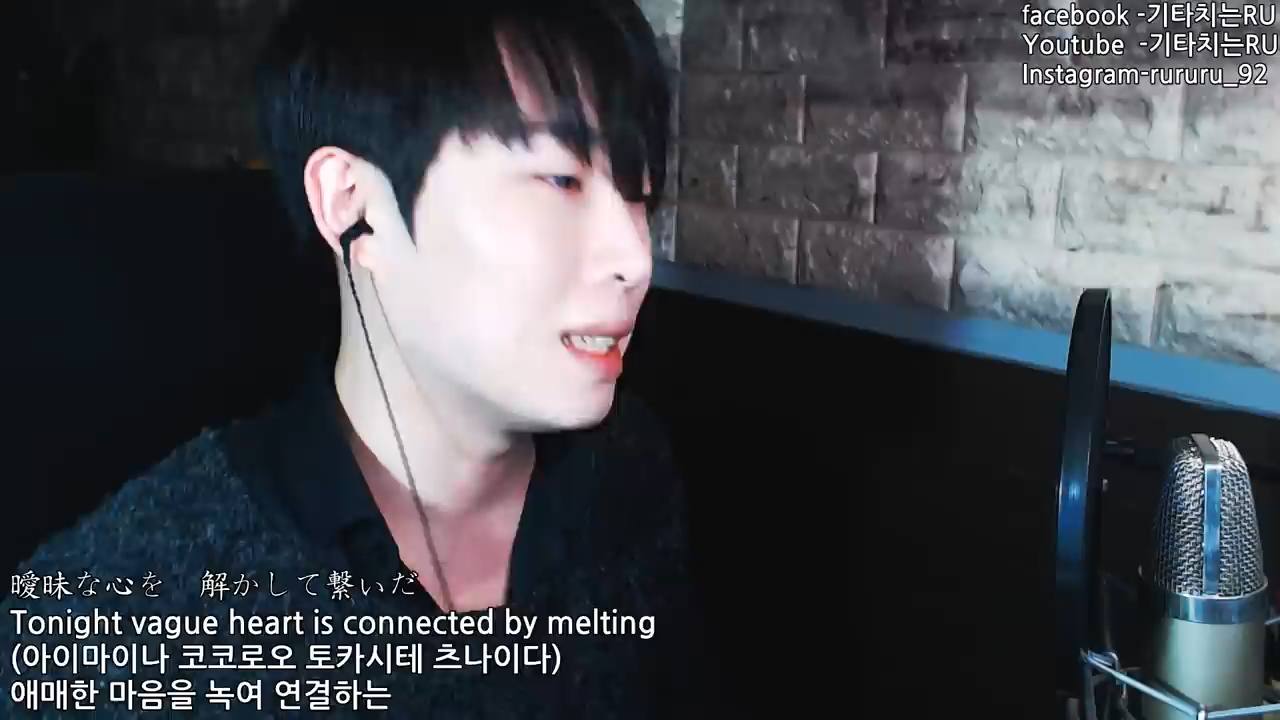 facebook -기타치는RU
Youtube -기타치는RU
Instagram-rururu_92
曖昧な心を 解かして繋いだ
Tonight vague heart is connected by melting
(아이마이나 코코로오 토카시테 츠나이다)
애매한 마음을 녹여 연결하는